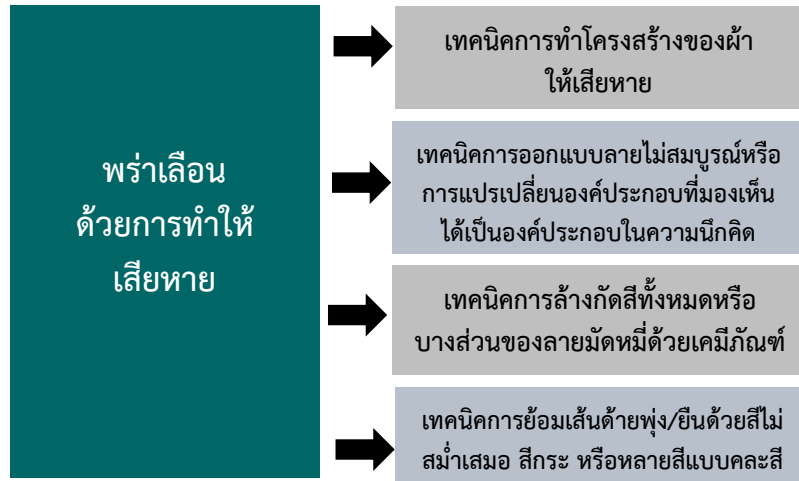 พร่าเลือน
ด้วยการทำให้
เสียหาย
เทคนิคการทำโครงสร้างของผ้า
ให้เสียหาย
เทคนิคการออกแบบลายไม่สมบูรณ์หรือ
การแปรเปลี่ยนองค์ประกอบที่มองเห็น
ได้เป็นองค์ประกอบในความนึกคิด
เทคนิคการล้างกัดสีทั้งหมดหรือ
บางส่วนของลายมัดหมี่ด้วยเคมีภัณฑ์
เทคนิคการย้อมเส้นด้ายพุ่ง/ยืนด้วยสีไม่
สม่ำเสมอ สีกระ หรือหลายสีแบบคละสี